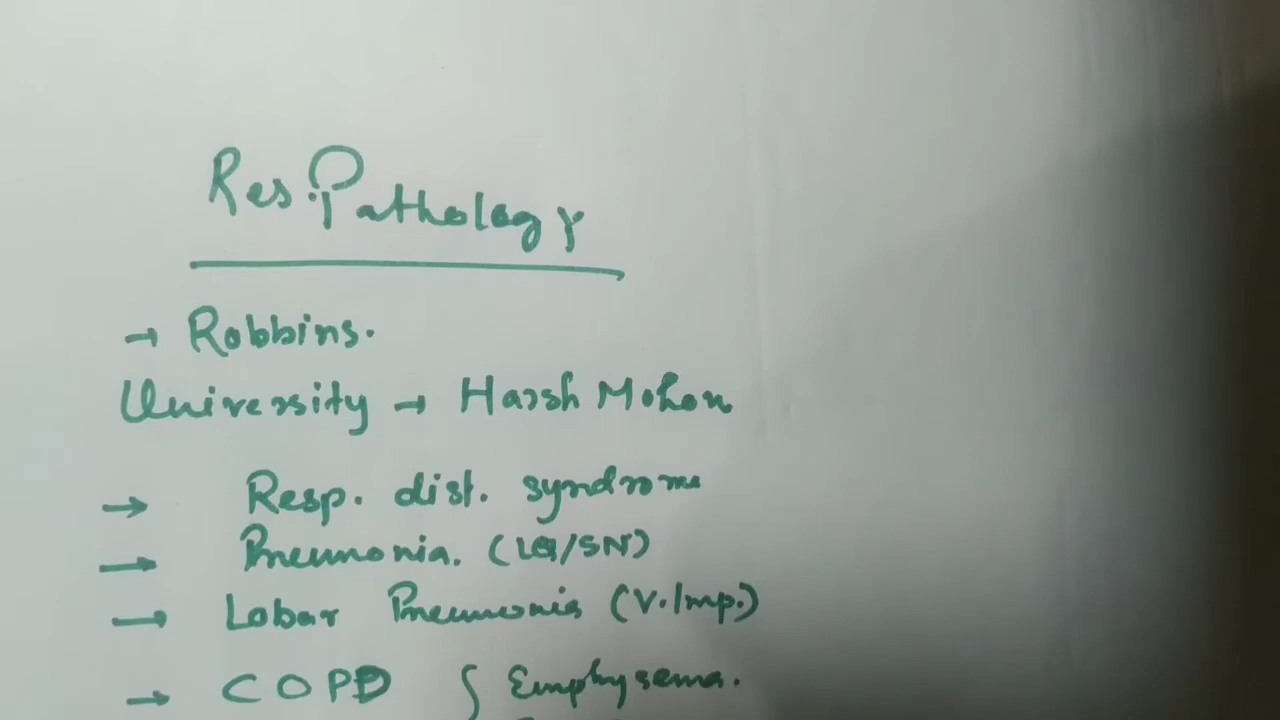 Res. Pathology
→ Robbins.
University → Harsh Mohan
→ Resp. dist. syndrome
→ Pneumonia. (LQ/SN)
→ Lobar Pneumonia (V. Imp.)
→ COPD { Emphysema.